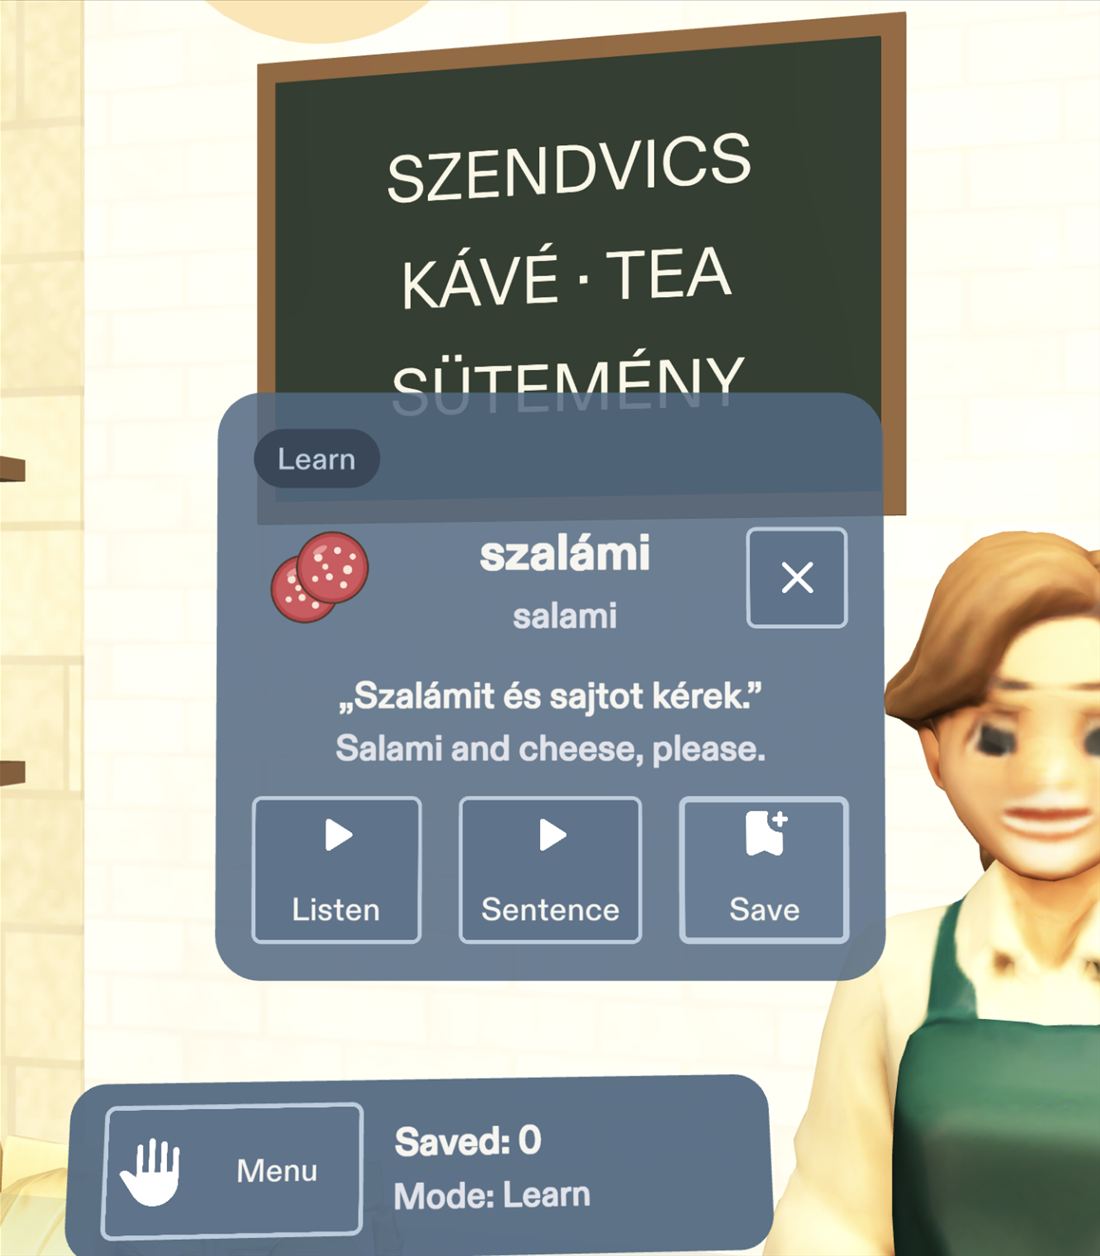 SZENDVICS
KÁVÉ · TEA
SÜTEMÉNY
Learn
szalámi
salami
„Szalámit és sajtot kérek.”
Salami and cheese, please.
Listen
Sentence
Save
Menu
Saved: 0
Mode: Learn